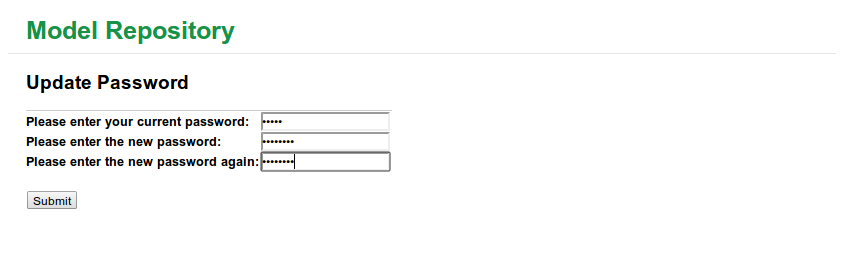 Model Repository
Update Password
Please enter your current password: •••••
Please enter the new password: ••••••••
Please enter the new password again: ••••••••
Submit